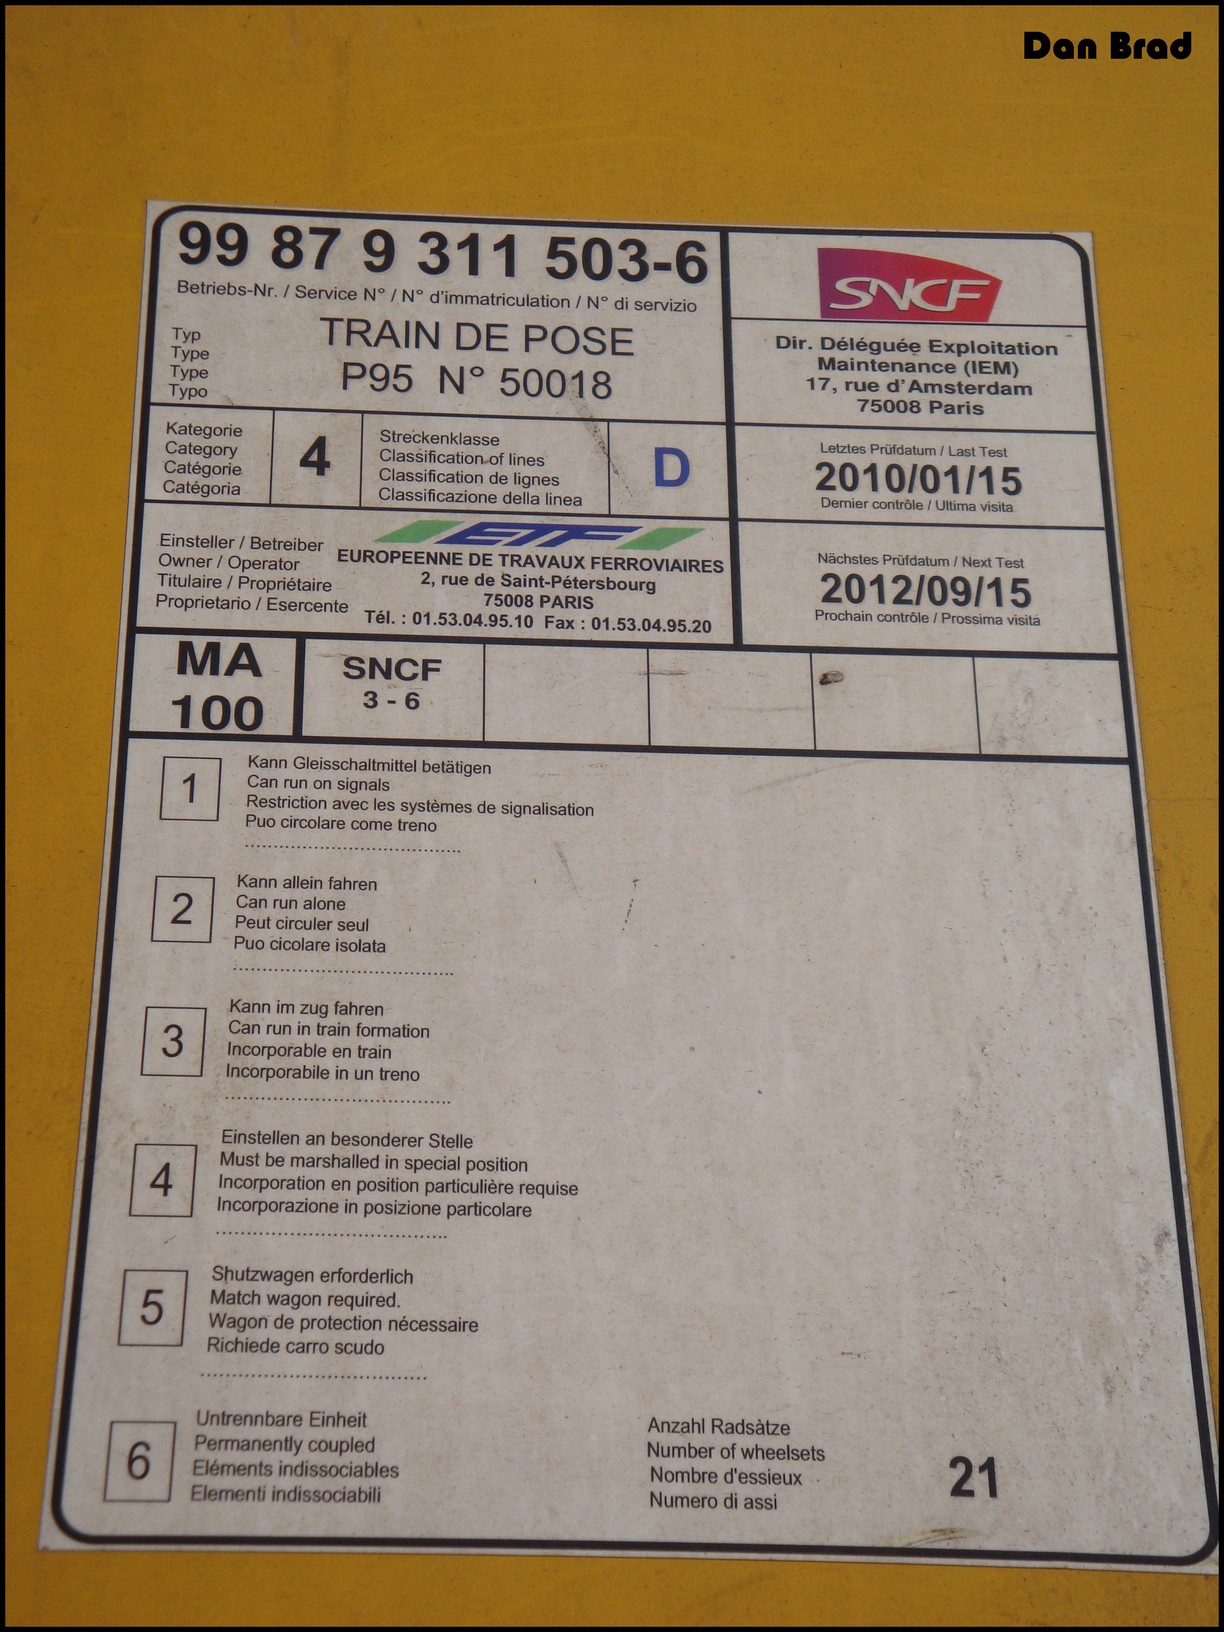 Dan Brad
99 87 9 311 503-6
Betriebs-Nr. / Service N° / N° d'immatriculation / N° di servizio
Typ
Type
Type
Typo
TRAIN DE POSE
P95 N° 50018
SNCF
Dir. Déléguée Exploitation
Maintenance (IEM)
17, rue d'Amsterdam
75008 Paris
Kategorie
Category
Catégorie
Catégoria
4
Streckenklasse
Classification of lines
Classification de lignes
Classificazione della linea
D
Letztes Prüfdatum / Last Test
2010/01/15
Dernier contrôle / Ultima visita
Einsteller / Betreiber
Owner / Operator
Titulaire / Propriétaire
Proprietario / Esercente
ETF
EUROPEENNE DE TRAVAUX FERROVIAIRES
2, rue de Saint-Pétersbourg
75008 PARIS
Tél. : 01.53.04.95.10 Fax : 01.53.04.95.20
Nächstes Prüfdatum / Next Test
2012/09/15
Prochain contrôle / Prossima visita
MA
100
SNCF
3 - 6
1
Kann Gleisschaltmittel betätigen
Can run on signals
Restriction avec les systèmes de signalisation
Puo circolare come treno
2
Kann allein fahren
Can run alone
Peut circuler seul
Puo cicolare isolata
3
Kann im zug fahren
Can run in train formation
Incorporable en train
Incorporabile in un treno
4
Einstellen an besonderer Stelle
Must be marshalled in special position
Incorporation en position particulière requise
Incorporazione in posizione particolare
5
Shutzwagen erforderlich
Match wagon required.
Wagon de protection nécessaire
Richiede carro scudo
6
Untrennbare Einheit
Permanently coupled
Eléments indissociables
Elementi indissociabili
Anzahl Radsàtze
Number of wheelsets
Nombre d'essieux
Numero di assi
21